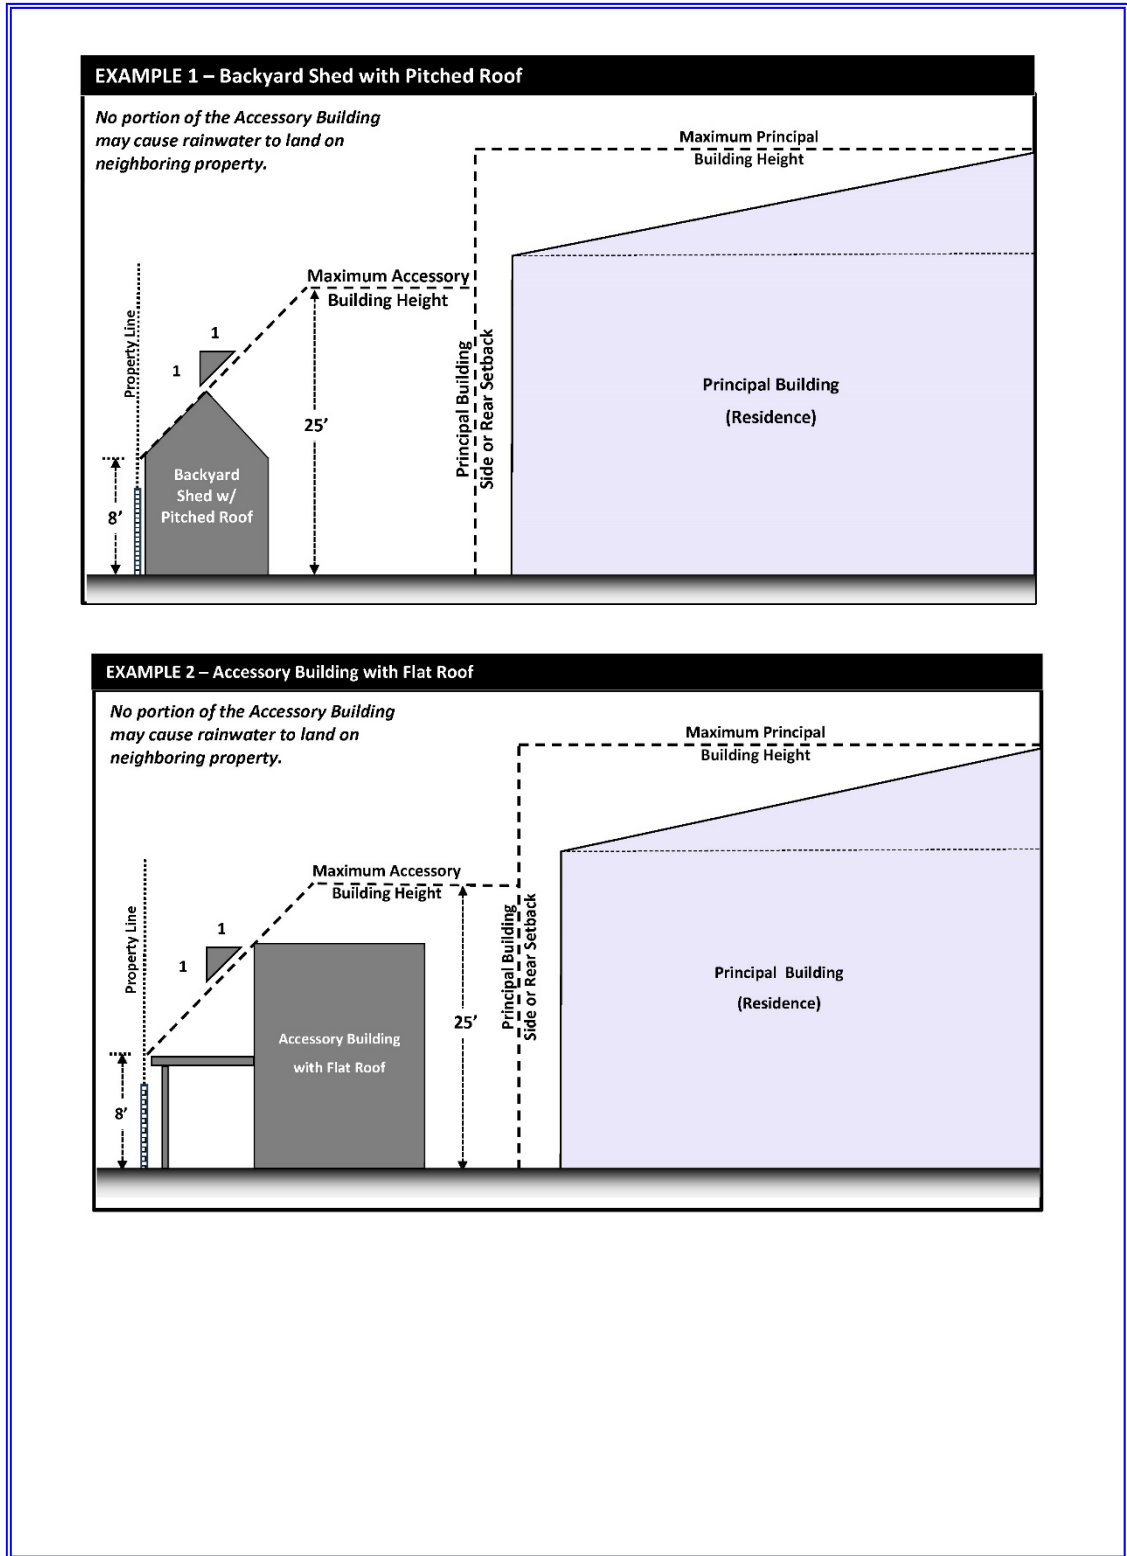 EXAMPLE 1 – Backyard Shed with Pitched Roof
No portion of the Accessory Building
may cause rainwater to land on
neighboring property.
Maximum Principal
Building Height
Maximum Accessory
Building Height
Property Line
1
1
25’
8’
Backyard
Shed w/
Pitched Roof
Principal Building
Side or Rear Setback
Principal Building
(Residence)
EXAMPLE 2 – Accessory Building with Flat Roof
No portion of the Accessory Building
may cause rainwater to land on
neighboring property.
Maximum Principal
Building Height
Maximum Accessory
Building Height
Property Line
1
1
25’
8’
Accessory Building
with Flat Roof
Principal Building
Side or Rear Setback
Principal Building
(Residence)